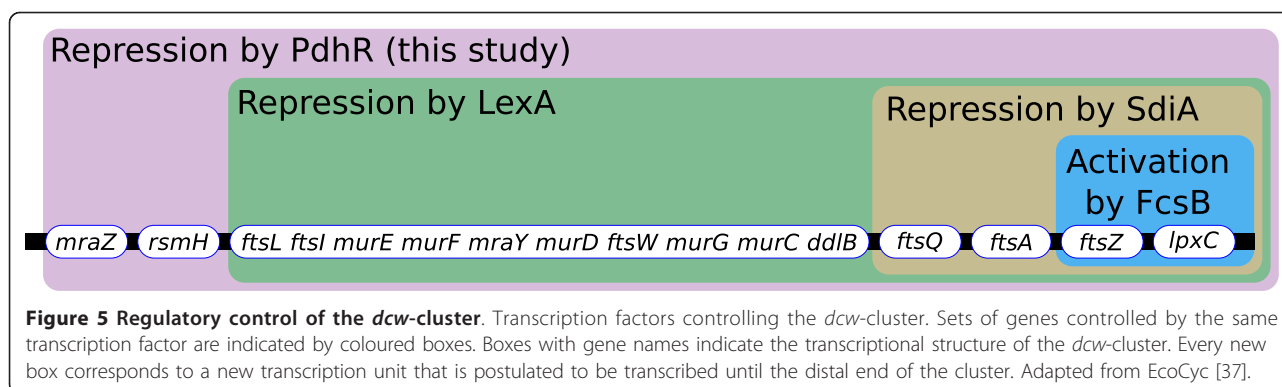 Repression by PdhR (this study)
Repression by LexA
Repression by SdiA
Activation
by FcsB
mraZ rsmH ftsL ftsI murE murF mraY murD ftsW murG murC ddlB ftsQ ftsA ftsZ lpxC
Figure 5 Regulatory control of the dcw-cluster. Transcription factors controlling the dcw-cluster. Sets of genes controlled by the same
transcription factor are indicated by coloured boxes. Boxes with gene names indicate the transcriptional structure of the dcw-cluster. Every new
box corresponds to a new transcription unit that is postulated to be transcribed until the distal end of the cluster. Adapted from EcoCyc [37].